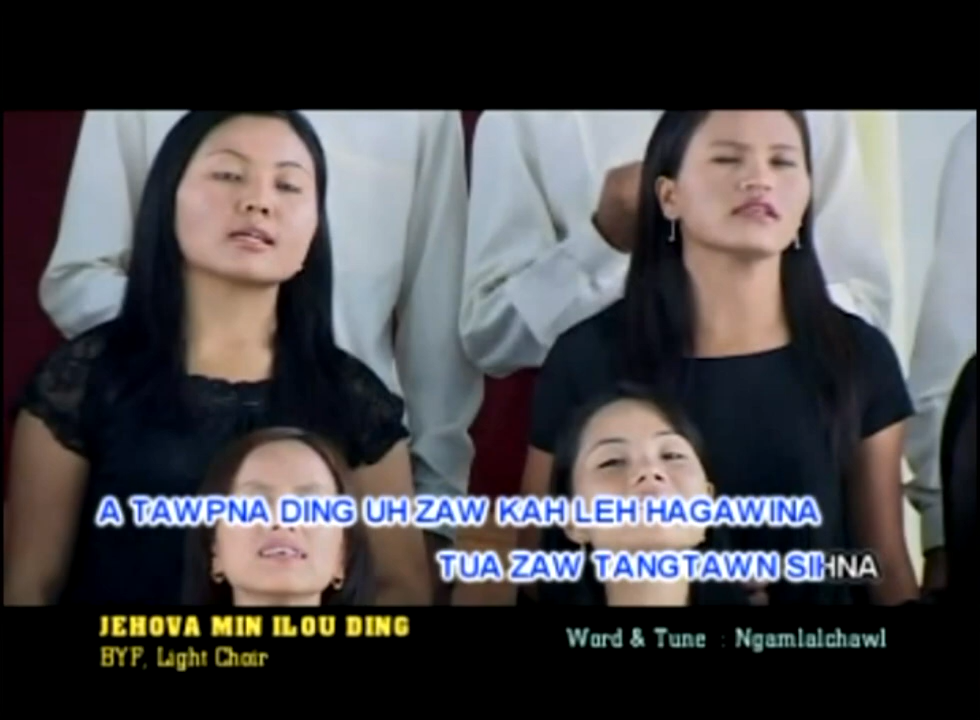 A TAWPNA DING UH ZAW KAH LEH HAGAWINA
TUA ZAW TANGTAWN SIHNA
JEHOVA MIN ILOU DING
BYF, Light Choir
Word & Tune : Ngamlalchawl